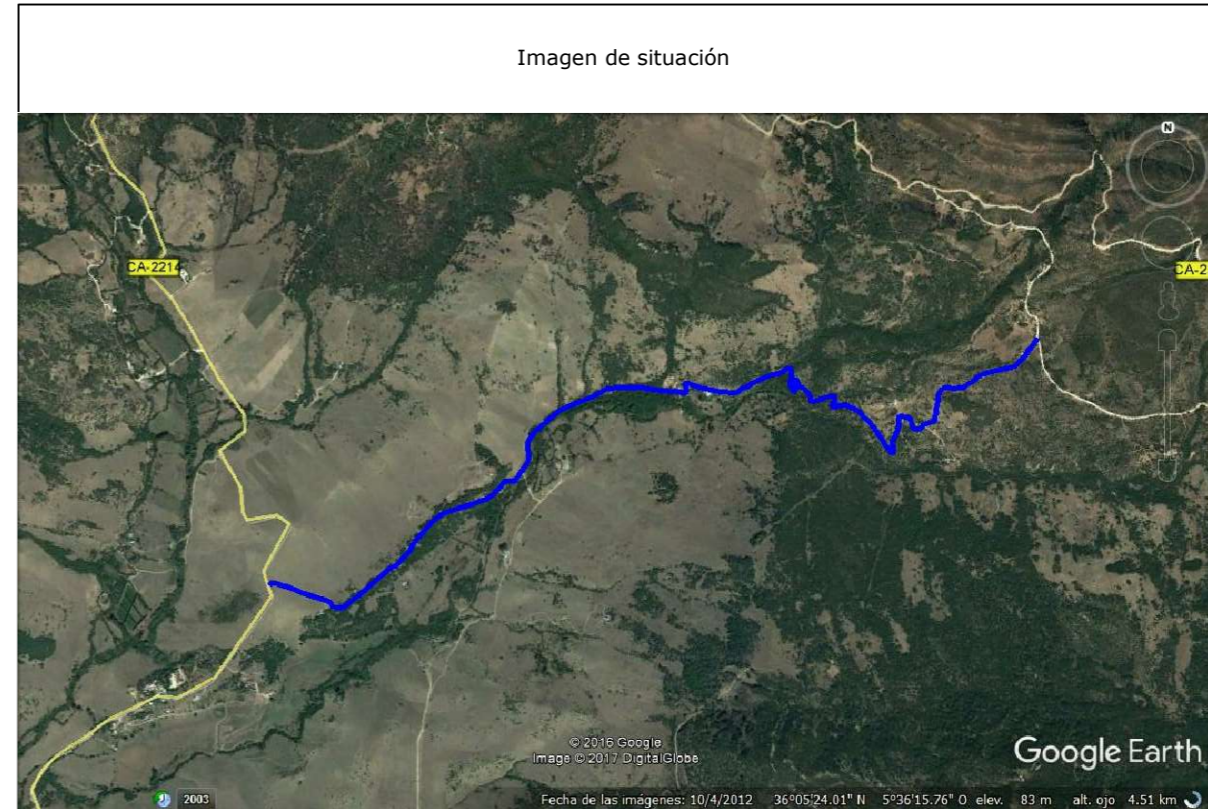 Imagen de situación
N
CA-2214
CA-2
© 2016 Google
Image © 2017 DigitalGlobe
Google Earth
2003
Fecha de las imágenes: 10/4/2012 36°05'24.01" N 5°36'15.76" O elev. 83 m alt. ojo 4.51 km